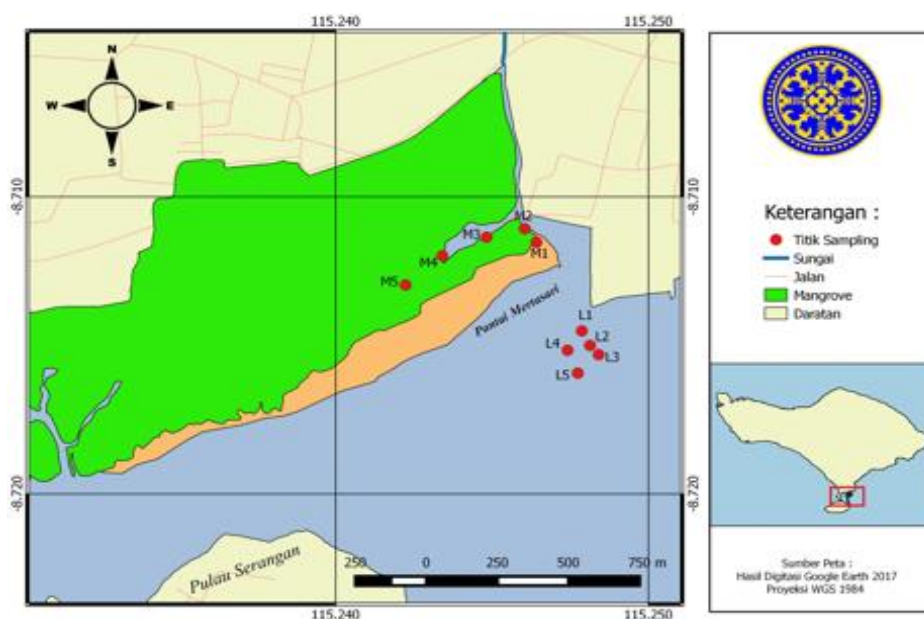 115.240
115.250
N
W
E
S
-8.710
-8.710
M2
M3
M1
M4
M5
Pantai Mertasari
L1
L2
L4
L3
L5
-8.720
-8.720
Pulau Serangan
250 0 250 500 750 m
115.240
115.250
Keterangan :
Titik Sampling
Sungai
Jalan
Mangrove
Daratan
Sumber Peta :
Hasil Digitasi Google Earth 2017
Proyeksi WGS 1984